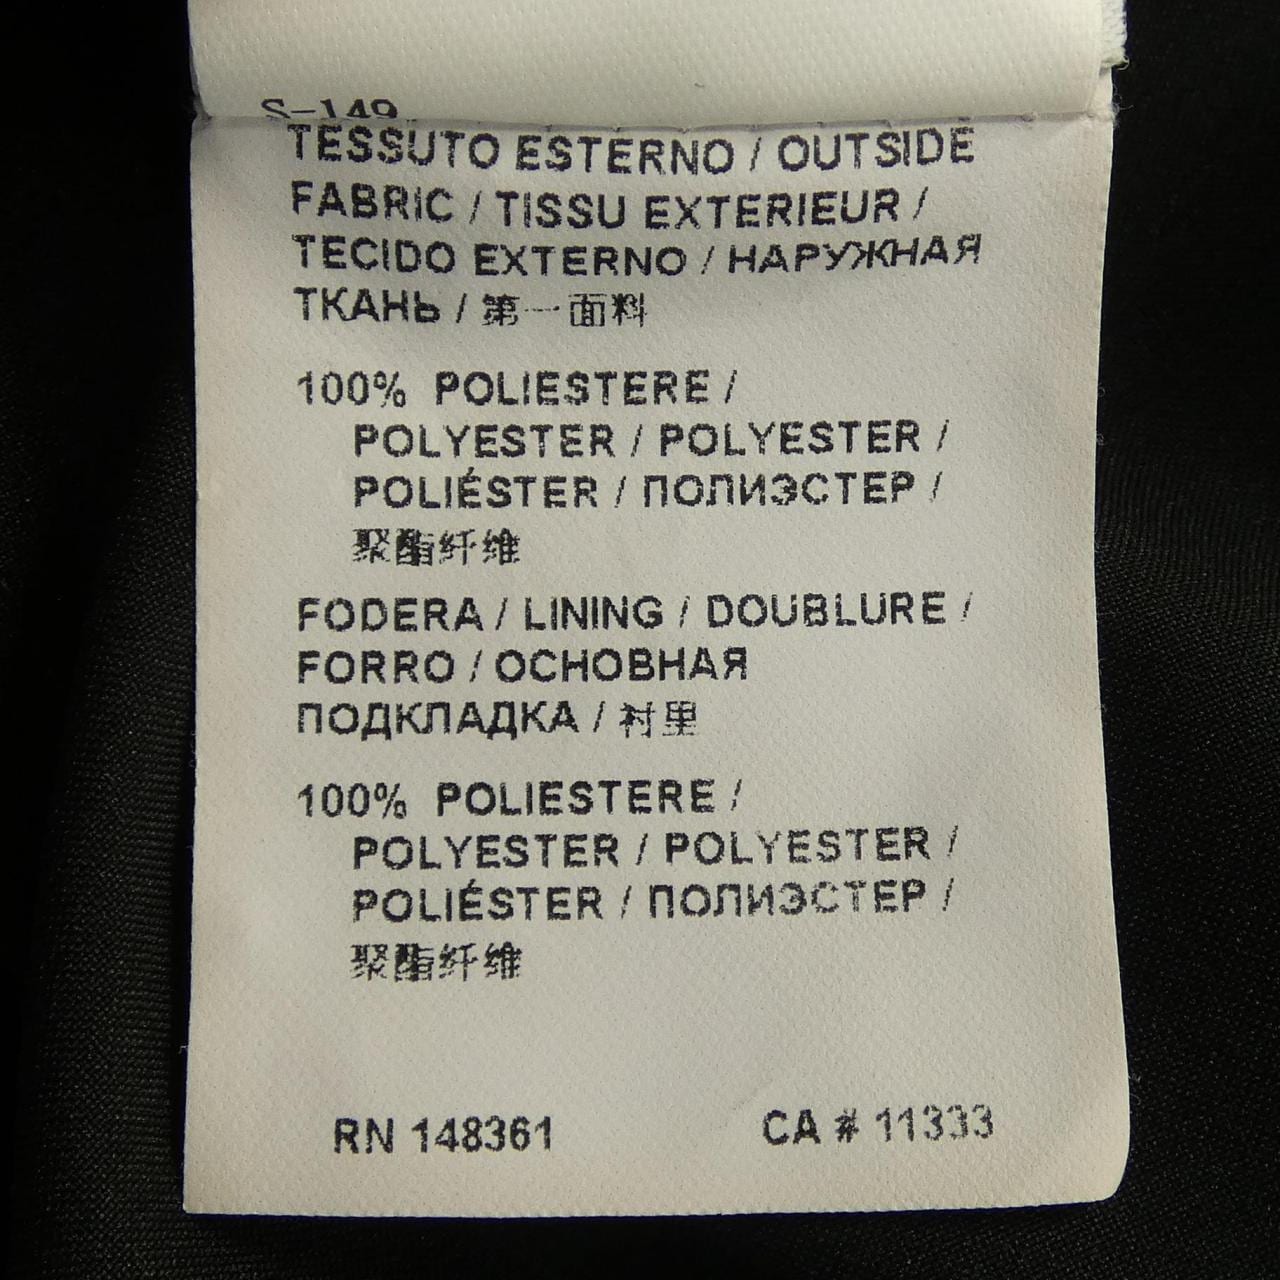 S-149
TESSUTO ESTERNO / OUTSIDE
FABRIC / TISSU EXTERIEUR /
TECIDO EXTERNO / НАРУЖНАЯ
ТКАНЬ / 第一面料
100% POLIESTERE /
POLYESTER / POLYESTER /
POLIÉSTER / ПОЛИЭСТЕР /
聚酯纤维
FODERA / LINING / DOUBLURE /
FORRO / ОСНОВНАЯ
ПОДКЛАДКА / 衬里
100% POLIESTERE /
POLYESTER / POLYESTER /
POLIÉSTER / ПОЛИЭСТЕР /
聚酯纤维
RN 148361 CA # 11333